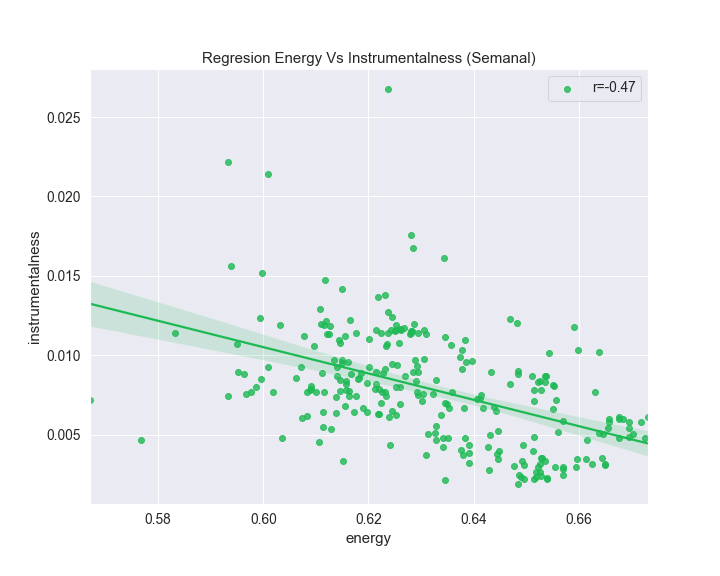 Regresion Energy Vs Instrumentalness (Semanal)
r=-0.47
0.025
0.020
0.015
0.010
0.005
instrumentalness
0.58 0.60 0.62 0.64 0.66
energy